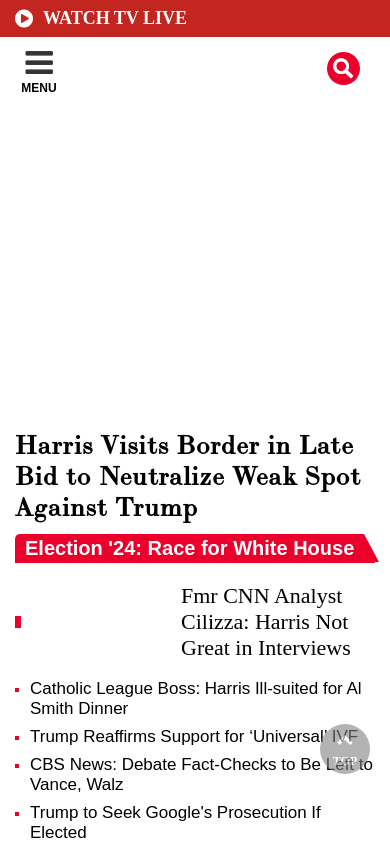 WATCH TV LIVE
MENU
Harris Visits Border in Late
Bid to Neutralize Weak Spot
Against Trump
Election '24: Race for White House
Fmr CNN Analyst
Cilizza: Harris Not
Great in Interviews
Catholic League Boss: Harris Ill-suited for Al
Smith Dinner
Trump Reaffirms Support for ‘Universal’ IVF
CBS News: Debate Fact-Checks to Be Left to
Vance, Walz
TOP
Trump to Seek Google's Prosecution If
Elected